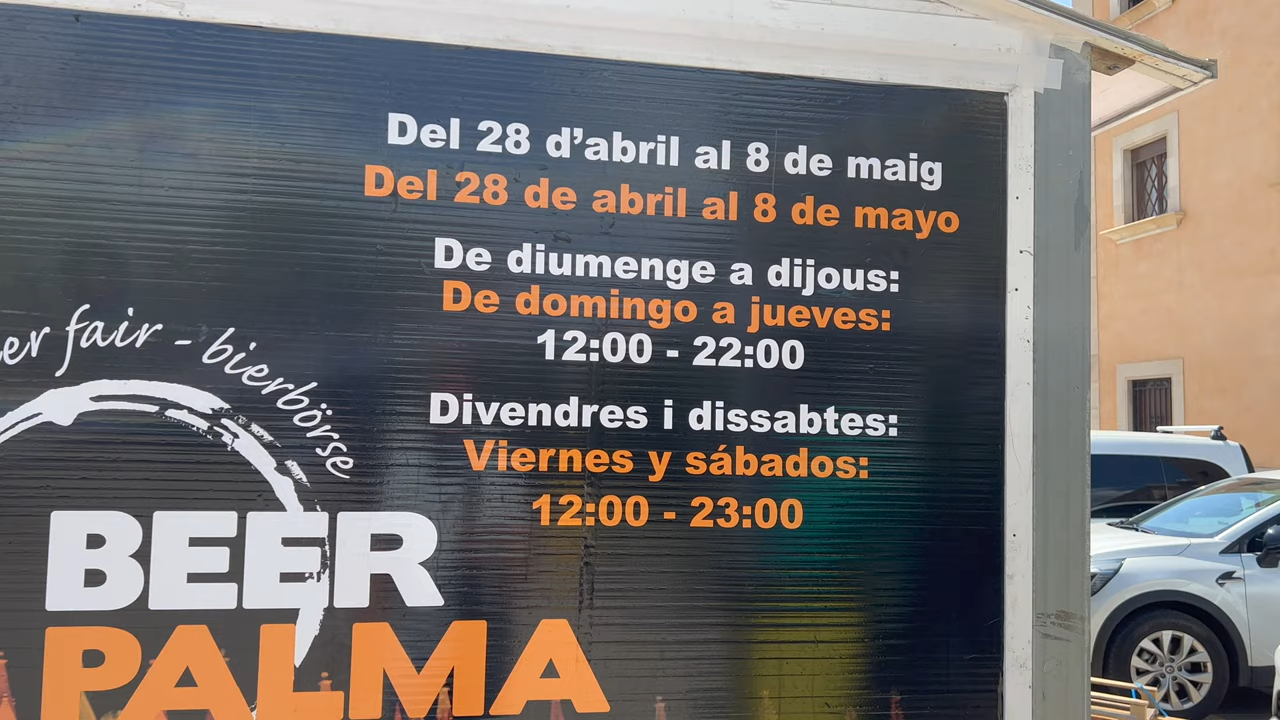 Del 28 d'abril al 8 de maig
Del 28 de abril al 8 de mayo
De diumenge a dijous:
De domingo a jueves:
12:00 - 22:00
Divendres i dissabtes:
Viernes y sábados:
12:00 - 23:00
fair - bierbörse
BEER
PALMA